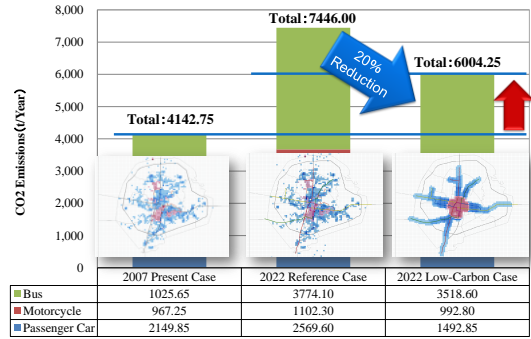 8,000
7,000
6,000
5,000
4,000
3,000
2,000
1,000
0
CO2 Emissions(t/Year)
Total:4142.75
Total:7446.00
Total:6004.25
20%
Reduction
2007 Present Case 2022 Reference Case 2022 Low-Carbon Case
Bus 1025.65 3774.10 3518.60
Motorcycle 967.25 1102.30 992.80
Passenger Car 2149.85 2569.60 1492.85